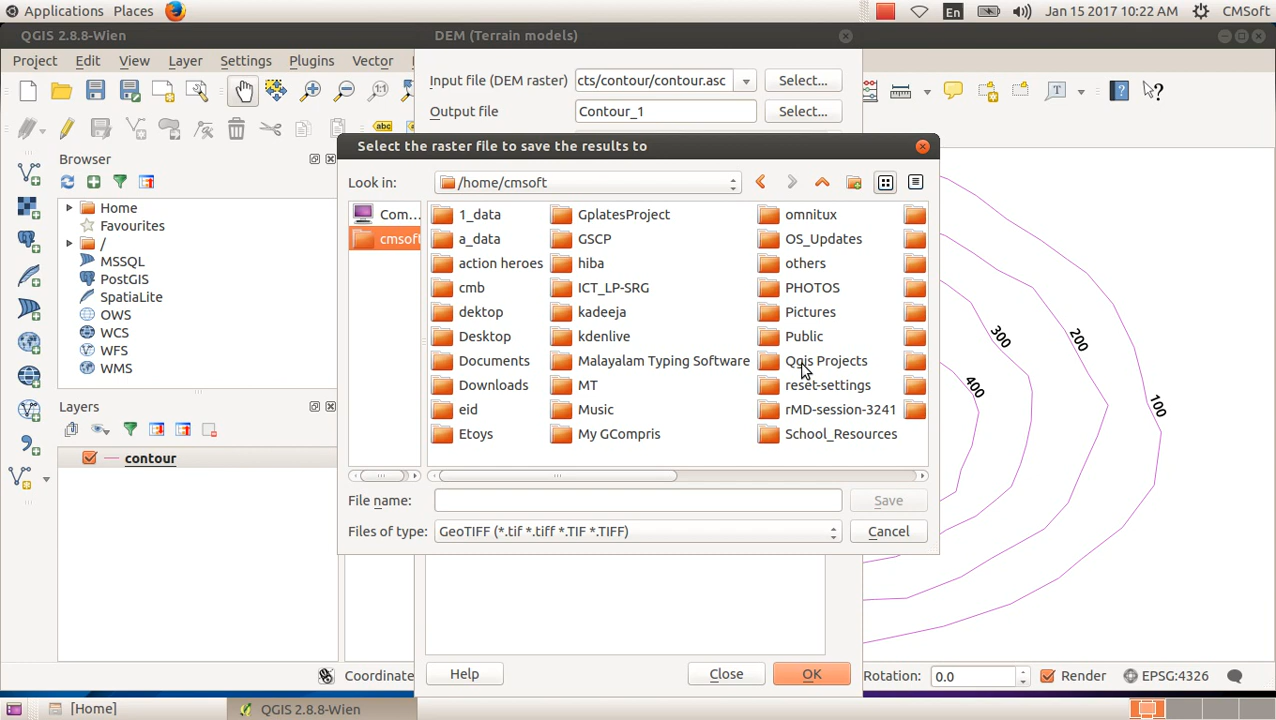 Applications Places En Jan 15 2017 10:22 AM CMSoft
QGIS 2.8.8-Wien DEM (Terrain models)
Project Edit View Layer Settings Plugins Vector
Input file (DEM raster) cts/contour/contour.asc Select...
Output file Contour_1 Select...
Browser
Home
Favourites
/
MSSQL
PostGIS
SpatiaLite
OWS
WCS
WFS
WMS
Layers
contour
Select the raster file to save the results to
Look in: /home/cmsoft
Com...
cmsoft
1_data
a_data
action heroes
cmb
dektop
Desktop
Documents
Downloads
eid
Etoys
GplatesProject
GSCP
hiba
ICT_LP-SRG
kadeeja
kdenlive
Malayalam Typing Software
MT
Music
My GCompris
omnitux
OS_Updates
others
PHOTOS
Pictures
Public
Qgis Projects
reset-settings
rMD-session-3241
School_Resources
File name: Save
Files of type: GeoTIFF (*.tif *.tiff *.TIF *.TIFF) Cancel
300
200
400
100
Help Close OK
Coordinate Rotation: 0.0 Render EPSG:4326
[Home] QGIS 2.8.8-Wien